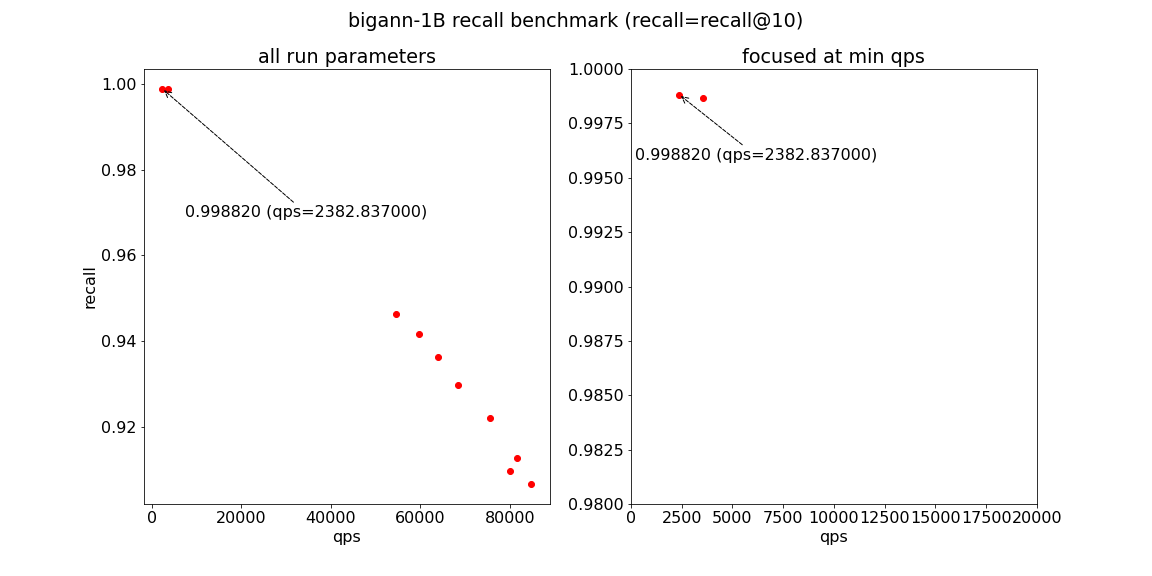 bigann-1B recall benchmark (recall=recall@10)
all run parameters
1.00
0.98
0.96
0.94
0.92
recall
0.998820 (qps=2382.837000)
0 20000 40000 60000 80000
qps
focused at min qps
1.0000
0.9975
0.9950
0.9925
0.9900
0.9875
0.9850
0.9825
0.9800
0.998820 (qps=2382.837000)
0 2500 5000 7500 10000 12500 15000 17500 20000
qps